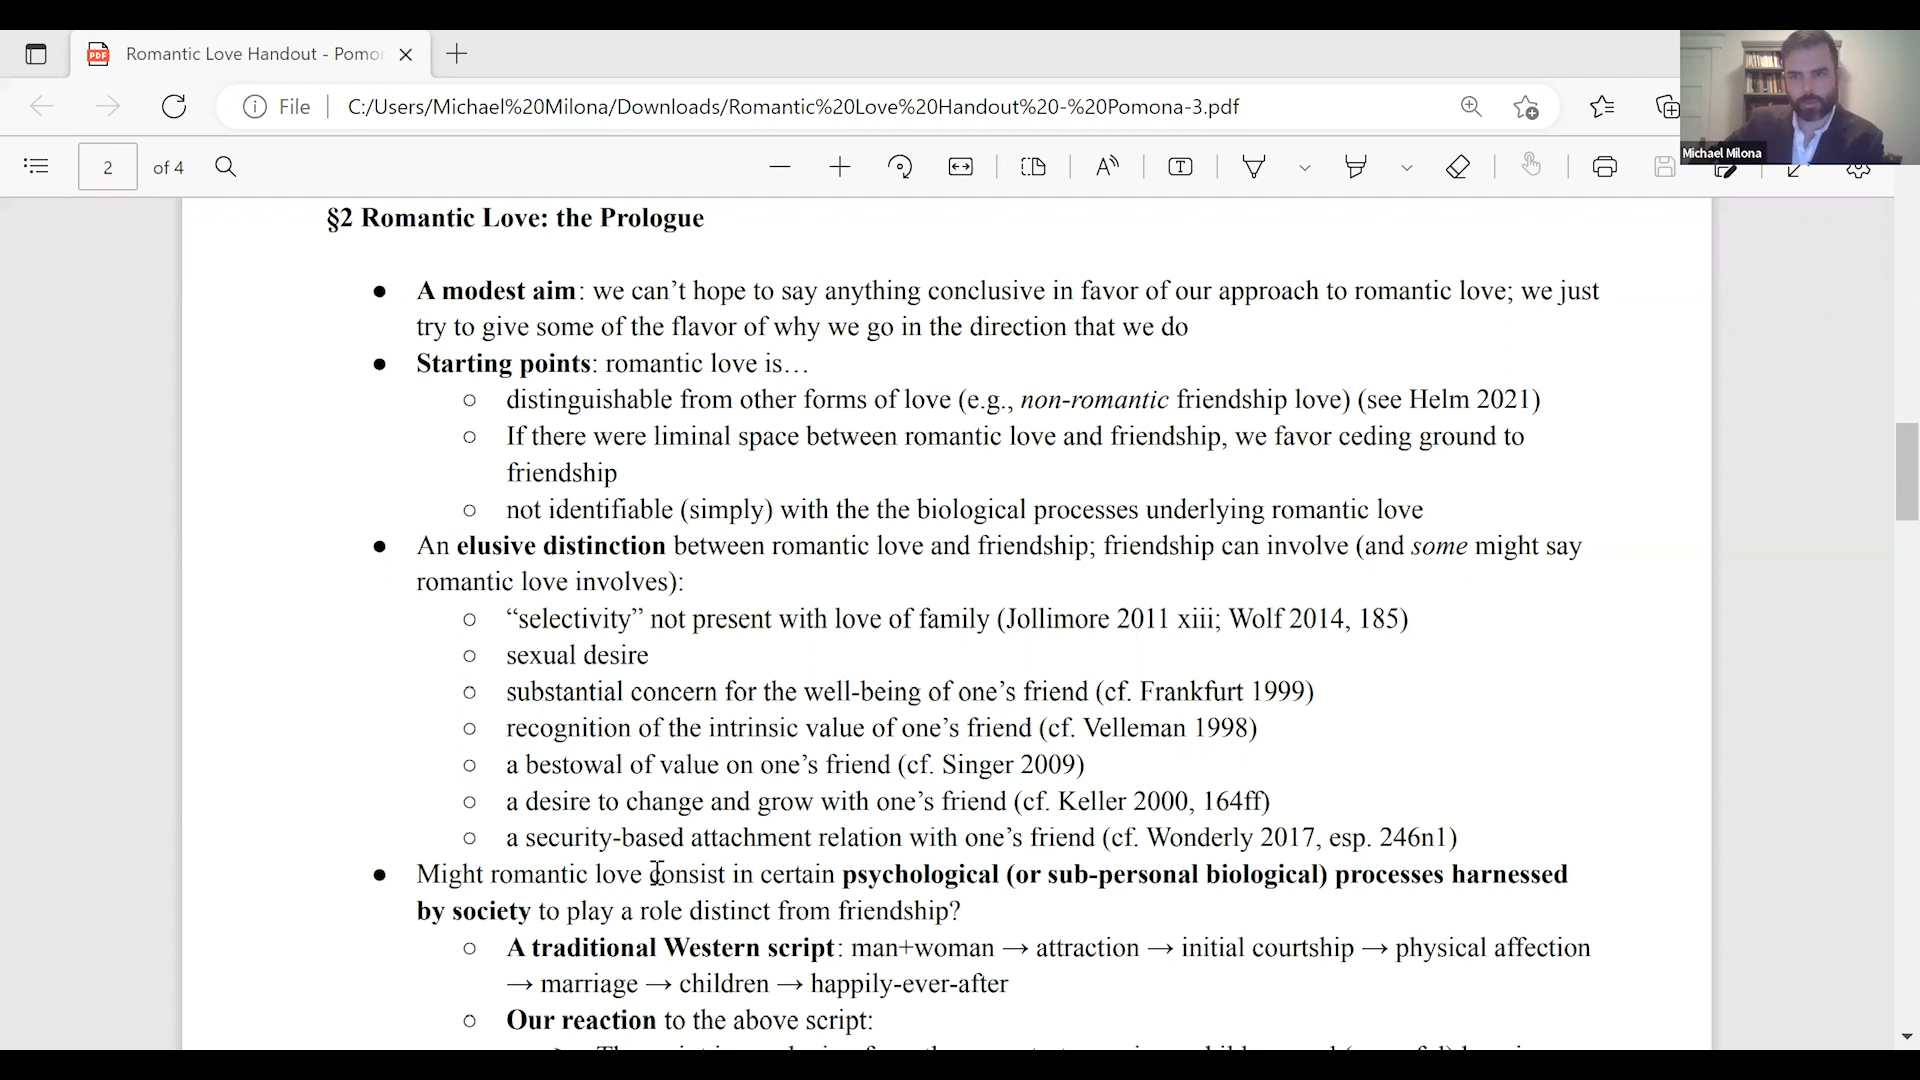 Romantic Love Handout - Pomo
File
C:/Users/Michael%20Milona/Downloads/Romantic%20Love%20Handout%20-%20Pomona-3.pdf
Michael Milona
2 of 4
§2 Romantic Love: the Prologue
● A modest aim: we can’t hope to say anything conclusive in favor of our approach to romantic love; we just
try to give some of the flavor of why we go in the direction that we do
● Starting points: romantic love is…
○ distinguishable from other forms of love (e.g., non-romantic friendship love) (see Helm 2021)
○ If there were liminal space between romantic love and friendship, we favor ceding ground to
friendship
○ not identifiable (simply) with the the biological processes underlying romantic love
● An elusive distinction between romantic love and friendship; friendship can involve (and some might say
romantic love involves):
○ “selectivity” not present with love of family (Jollimore 2011 xiii; Wolf 2014, 185)
○ sexual desire
○ substantial concern for the well-being of one’s friend (cf. Frankfurt 1999)
○ recognition of the intrinsic value of one’s friend (cf. Velleman 1998)
○ a bestowal of value on one’s friend (cf. Singer 2009)
○ a desire to change and grow with one’s friend (cf. Keller 2000, 164ff)
○ a security-based attachment relation with one’s friend (cf. Wonderly 2017, esp. 246n1)
● Might romantic love consist in certain psychological (or sub-personal biological) processes harnessed
by society to play a role distinct from friendship?
○ A traditional Western script: man+woman → attraction → initial courtship → physical affection
→ marriage → children → happily-ever-after
○ Our reaction to the above script: